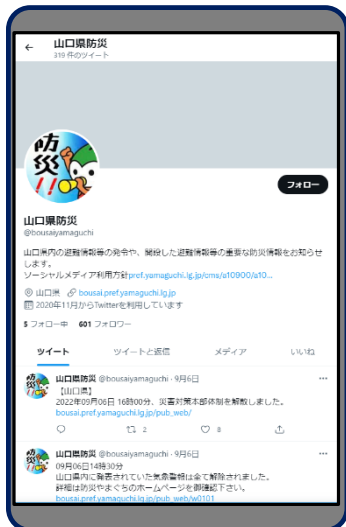 ← 山口県防災
319 件のツイート
防
災
!!
フォロー
山口県防災
@bousaiyamaguchi
山口県内の避難情報等の発令や、開設した避難情報等の重要な防災情報をお知らせ
します。
ソーシャルメディア利用方針pref.yamaguchi.lg.jp/cms/a10900/a10...
山口県 bousai.pref.yamaguchi.lg.jp
2020年11月からTwitterを利用しています
5 フォロー中 601 フォロワー
ツイート ツイートと返信 メディア いいね
山口県防災 @bousaiyamaguchi · 9月6日 ...
【山口県】
2022年09月06日 16時00分、災害対策本部体制を解散しました。
bousai.pref.yamaguchi.lg.jp/pub_web/
2 8
山口県防災 @bousaiyamaguchi · 9月6日 ...
09月06日14時30分
山口県内に発表されていた気象警報は全て解除されました。
詳細は防災やまぐちのホームページを御確認下さい。
bousai.pref.yamaguchi.lg.jp/pub_web/w0101